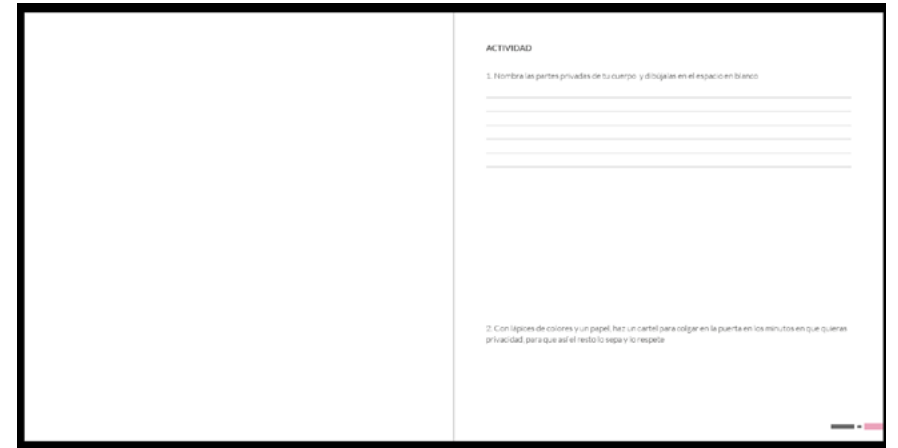 ACTIVIDAD
1. Nombra las partes privadas de tu cuerpo y dibújalas en el espacio en blanco
2. Con lápices de colores y un papel, haz un cartel para colgar en la puerta en los minutos en que quieras
privacidad, para que así el resto lo sepa y lo respete